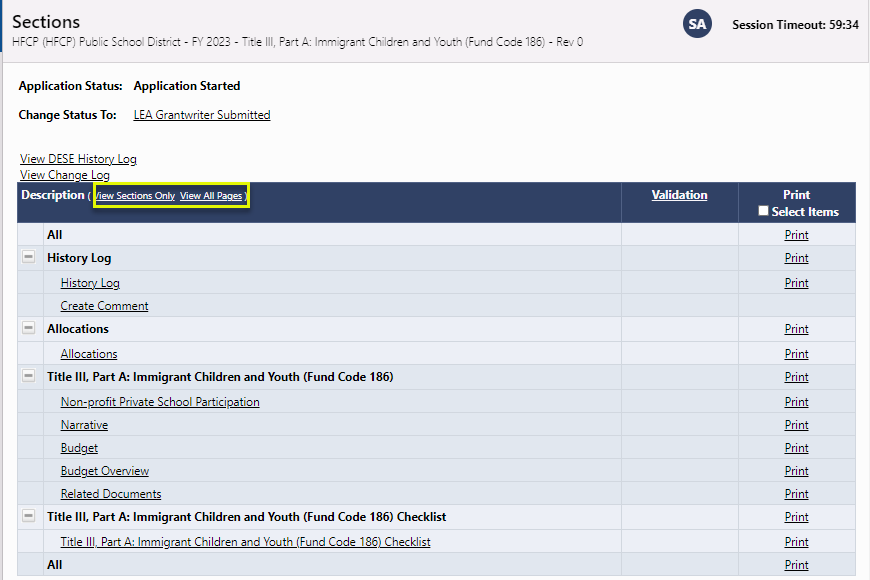 Sections
SA
Session Timeout: 59:34
HFCP (HFCP) Public School District - FY 2023 - Title III, Part A: Immigrant Children and Youth (Fund Code 186) - Rev 0
Application Status: Application Started
Change Status To: LEA Grantwriter Submitted
View DESE History Log
View Change Log
Description ( View Sections Only View All Pages ) Validation Print
Select Items
All Print
History Log Print
History Log Print
Create Comment
Allocations Print
Allocations Print
Title III, Part A: Immigrant Children and Youth (Fund Code 186) Print
Non-profit Private School Participation Print
Narrative Print
Budget Print
Budget Overview Print
Related Documents Print
Title III, Part A: Immigrant Children and Youth (Fund Code 186) Checklist Print
Title III, Part A: Immigrant Children and Youth (Fund Code 186) Checklist Print
All Print